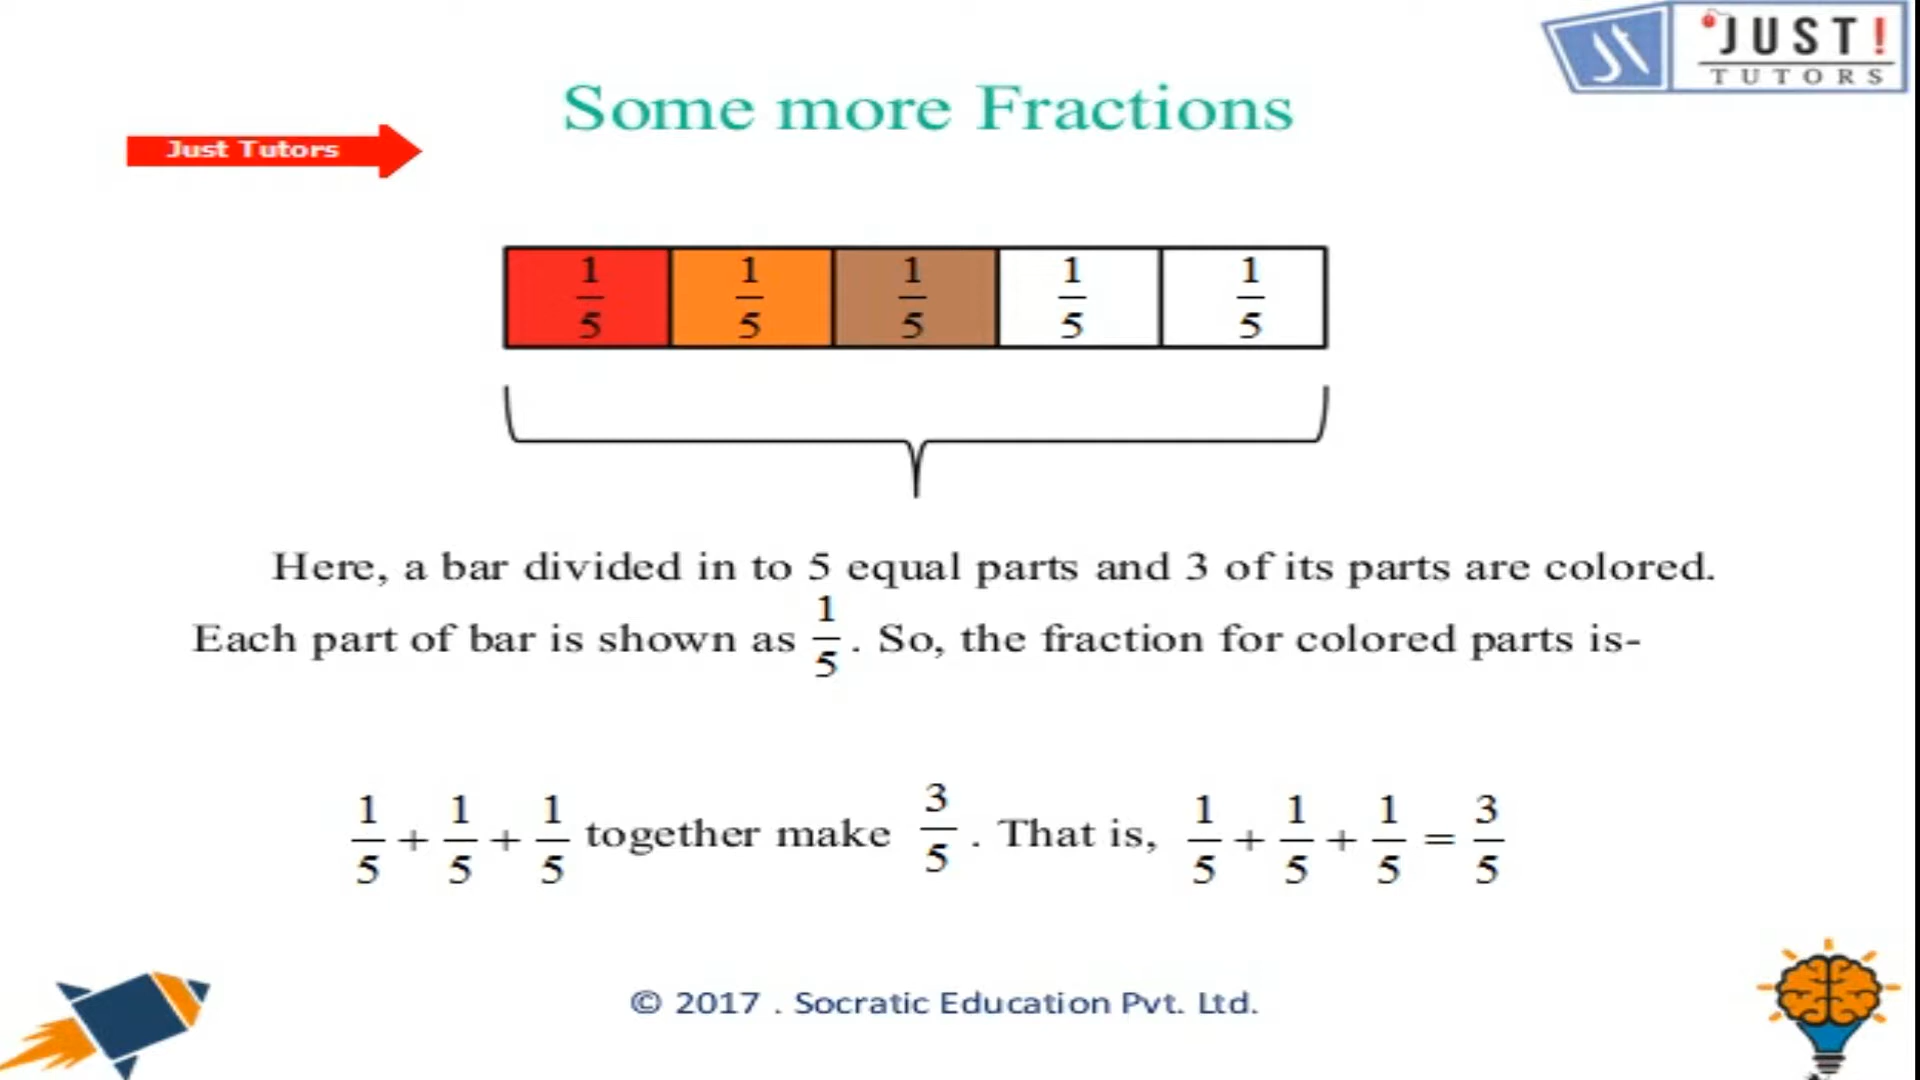 JUST!
TUTORS
Some more Fractions
Just Tutors
1/5 1/5 1/5 1/5 1/5
Here, a bar divided in to 5 equal parts and 3 of its parts are colored.
Each part of bar is shown as 1/5 . So, the fraction for colored parts is-
1/5 + 1/5 + 1/5 together make 3/5 . That is, 1/5 + 1/5 + 1/5 = 3/5
© 2017 . Socratic Education Pvt. Ltd.